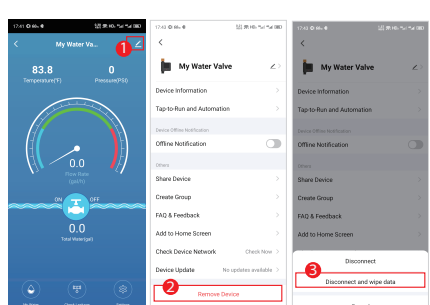 17:41
My Water Va...
1
83.8
0
Temperature(°F)
Pressure(PSI)
0.0
Flow Rate
(gal/h)
ON
OFF
0.0
Total Water(gal)
17:42
My Water Valve
Device Information
Tap-to-Run and Automation
Device Offline Notification
Offline Notification
Others
Share Device
Create Group
FAQ & Feedback
Add to Home Screen
Check Device Network
Check Now
Device Update
No updates available
2
Remove Device
17:42
My Water Valve
Device Information
Tap-to-Run and Automation
Device Offline Notification
Offline Notification
Others
Share Device
Create Group
FAQ & Feedback
Add to Home Screen
Disconnect
3
Disconnect and wipe data